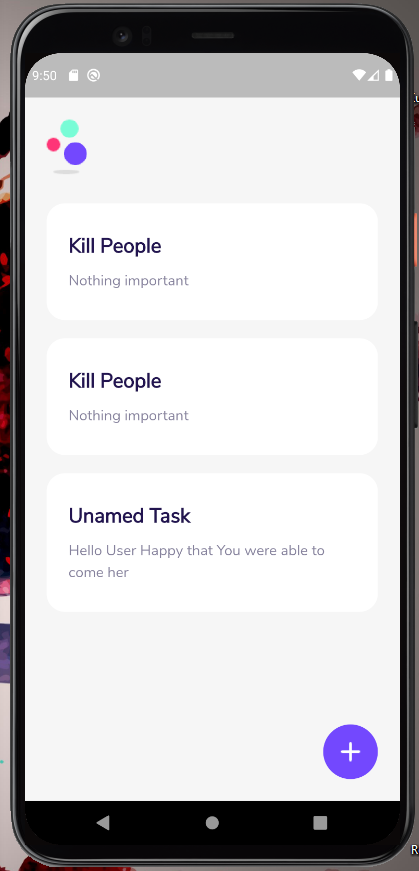 9:50
Kill People
Nothing important
Kill People
Nothing important
Unamed Task
Hello User Happy that You were able to
come her